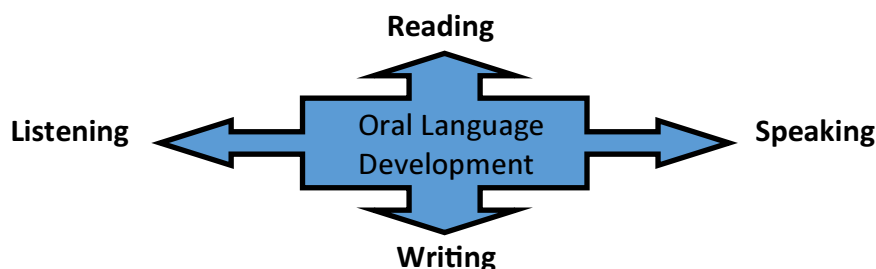 Reading
Listening
Oral Language
Development
Speaking
Writing